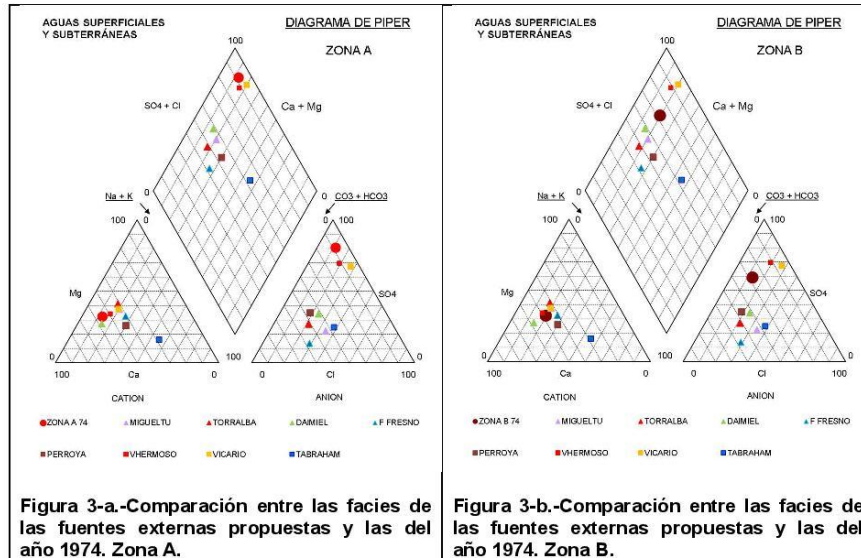 AGUAS SUPERFICIALES
Y SUBTERRÁNEAS
DIAGRAMA DE PIPER
ZONA A
100
SO4 + Cl
Ca + Mg
0
0
Na + K
CO3 + HCO3
100
0
0
100
Mg
SO4
0
100
0
100
Ca
0
0
Cl
100
CATION
ANION
ZONA A 74
MIGUELTU
TORRALBA
DAIMIEL
F FRESNO
PERROYA
VHERMOSO
VICARIO
TABRAHAM
Figura 3-a.-Comparación entre las facies de
las fuentes externas propuestas y las del
año 1974. Zona A.
AGUAS SUPERFICIALES
Y SUBTERRÁNEAS
DIAGRAMA DE PIPER
ZONA B
100
SO4 + Cl
Ca + Mg
0
0
Na + K
CO3 + HCO3
100
0
0
100
Mg
SO4
0
100
0
100
Ca
0
0
Cl
100
CATION
ANION
ZONA B 74
MIGUELTU
TORRALBA
DAIMIEL
F FRESNO
PERROYA
VHERMOSO
VICARIO
TABRAHAM
Figura 3-b.-Comparación entre las facies de
las fuentes externas propuestas y las del
año 1974. Zona B.